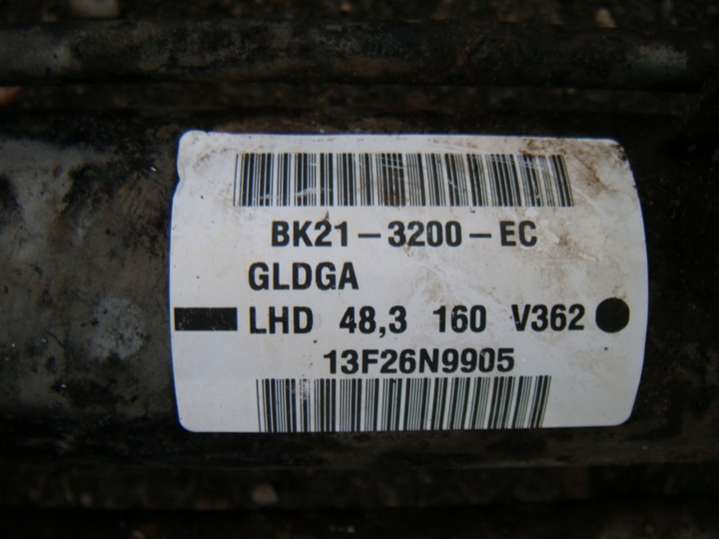 BK21-3200-EC
GLDGA
LHD 48,3 160 V362
13F26N9905